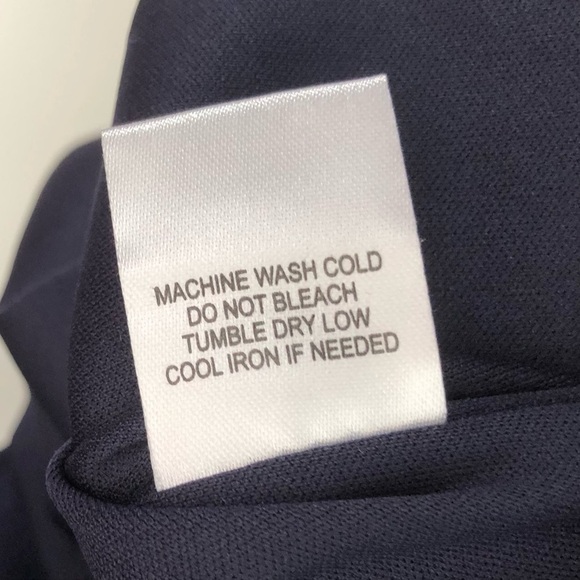 MACHINE WASH COLD
DO NOT BLEACH
TUMBLE DRY LOW
COOL IRON IF NEEDED